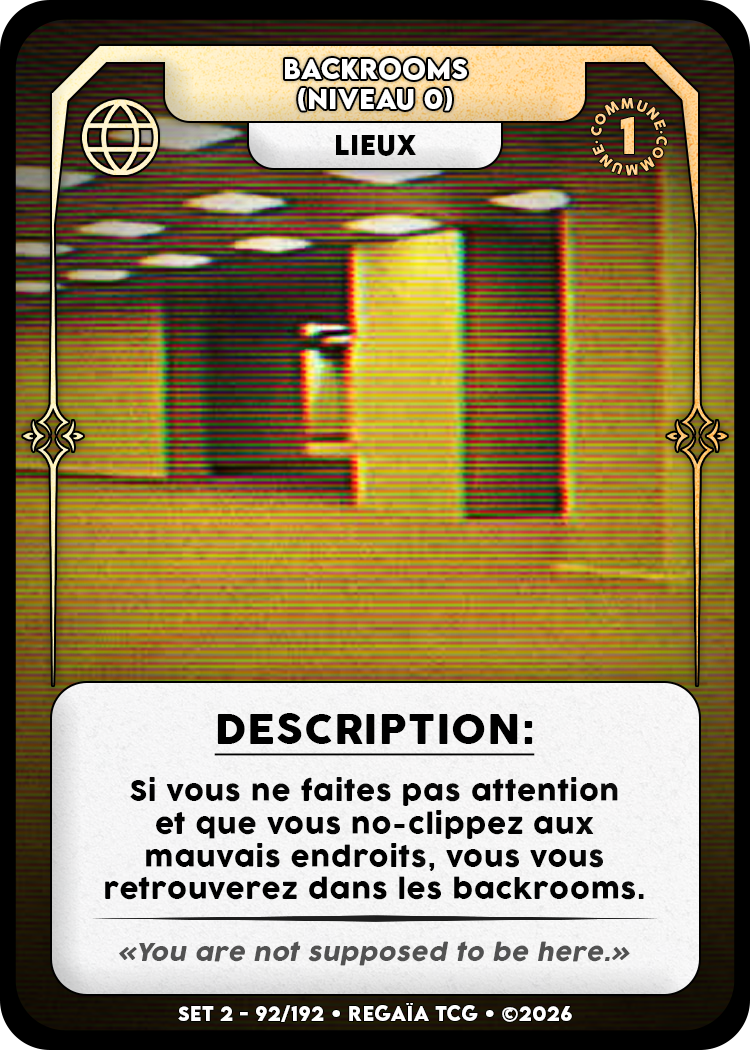 BACKROOMS
(NIVEAU 0)
LIEUX
COMMUNE•COMMUNE•
1
DESCRIPTION:
Si vous ne faites pas attention
et que vous no-clippez aux
mauvais endroits, vous vous
retrouverez dans les backrooms.
«You are not supposed to be here.»
SET 2 - 92/192 • REGAÏA TCG • ©2026